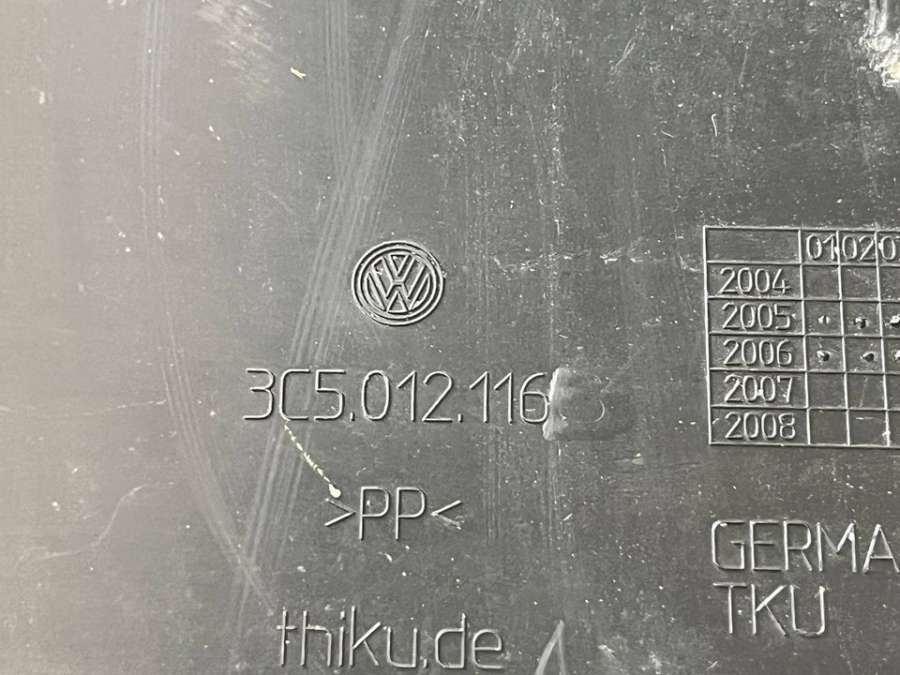 01 02
2004
2005
2006
2007
2008
3C5.012.116
>PP<
GERMA
TKU
thiku.de